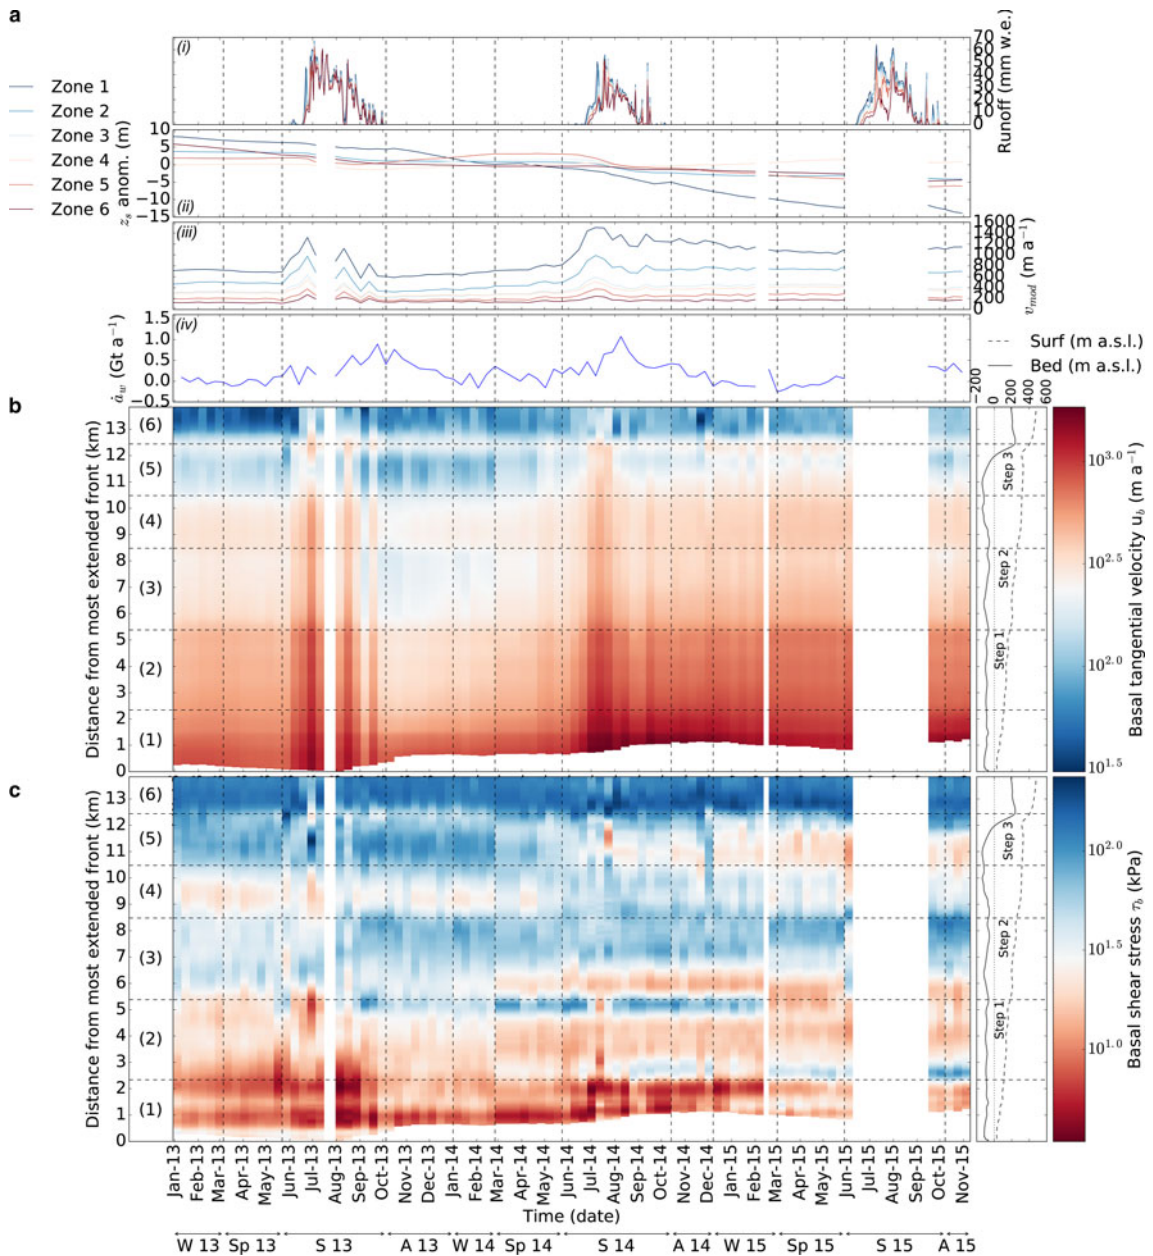 a
Zone 1
Zone 2
Zone 3
Zone 4
Zone 5
Zone 6
(i)
70
60
50
40
30
20
10
0
Runoff (mm w.e.)
10
5
0
−5
−10
−15
z_s anom. (m)
(ii)
(iii)
1600
1400
1200
1000
800
600
400
200
0
v_mod (m a⁻¹)
(iv)
1.5
1.0
0.5
0.0
−0.5
ȧ_w (Gt a⁻¹)
Surf (m a.s.l.)
Bed (m a.s.l.)
−200
0
200
400
600
b
13
12
11
10
9
8
7
6
5
4
3
2
1
0
Distance from most extended front (km)
(6)
(5)
(4)
(3)
(2)
(1)
Step 3
Step 2
Step 1
10^3.0
10^2.5
10^2.0
10^1.5
Basal tangential velocity u_b (m a⁻¹)
c
13
12
11
10
9
8
7
6
5
4
3
2
1
0
Distance from most extended front (km)
(6)
(5)
(4)
(3)
(2)
(1)
Step 3
Step 2
Step 1
10^2.0
10^1.5
10^1.0
Basal shear stress τ_b (kPa)
Jan-13 Feb-13 Mar-13 Apr-13 May-13 Jun-13 Jul-13 Aug-13 Sep-13 Oct-13 Nov-13 Dec-13 Jan-14 Feb-14 Mar-14 Apr-14 May-14 Jun-14 Jul-14 Aug-14 Sep-14 Oct-14 Nov-14 Dec-14 Jan-15 Feb-15 Mar-15 Apr-15 May-15 Jun-15 Jul-15 Aug-15 Sep-15 Oct-15 Nov-15
Time (date)
W 13 Sp 13 S 13 A 13 W 14 Sp 14 S 14 A 14 W 15 Sp 15 S 15 A 15